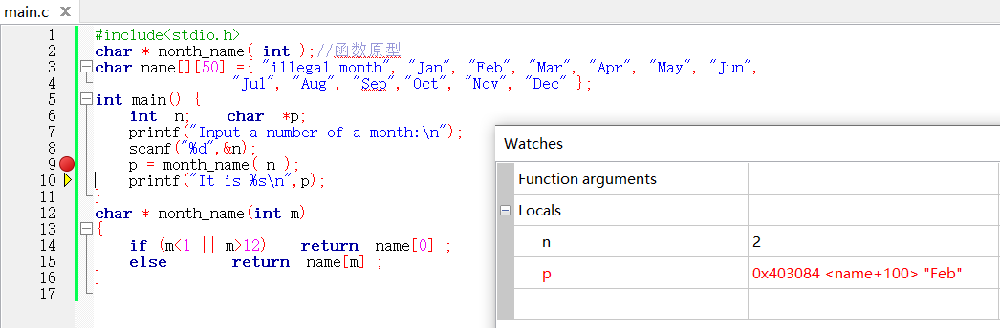 main.c
1 #include<stdio.h>
2 char * month_name( int );//函数原型
3 char name[][50] ={ "illegal month", "Jan", "Feb", "Mar", "Apr", "May", "Jun",
4 "Jul", "Aug", "Sep","Oct", "Nov", "Dec" };
5 int main() {
6 int n; char *p;
7 printf("Input a number of a month:\n");
8 scanf("%d",&n);
9 p = month_name( n );
10 printf("It is %s\n",p);
11 }
12 char * month_name(int m)
13 {
14 if (m<1 || m>12) return name[0] ;
15 else return name[m] ;
16 }
17
Watches
Function arguments
Locals
n 2
p 0x403084 <name+100> "Feb"